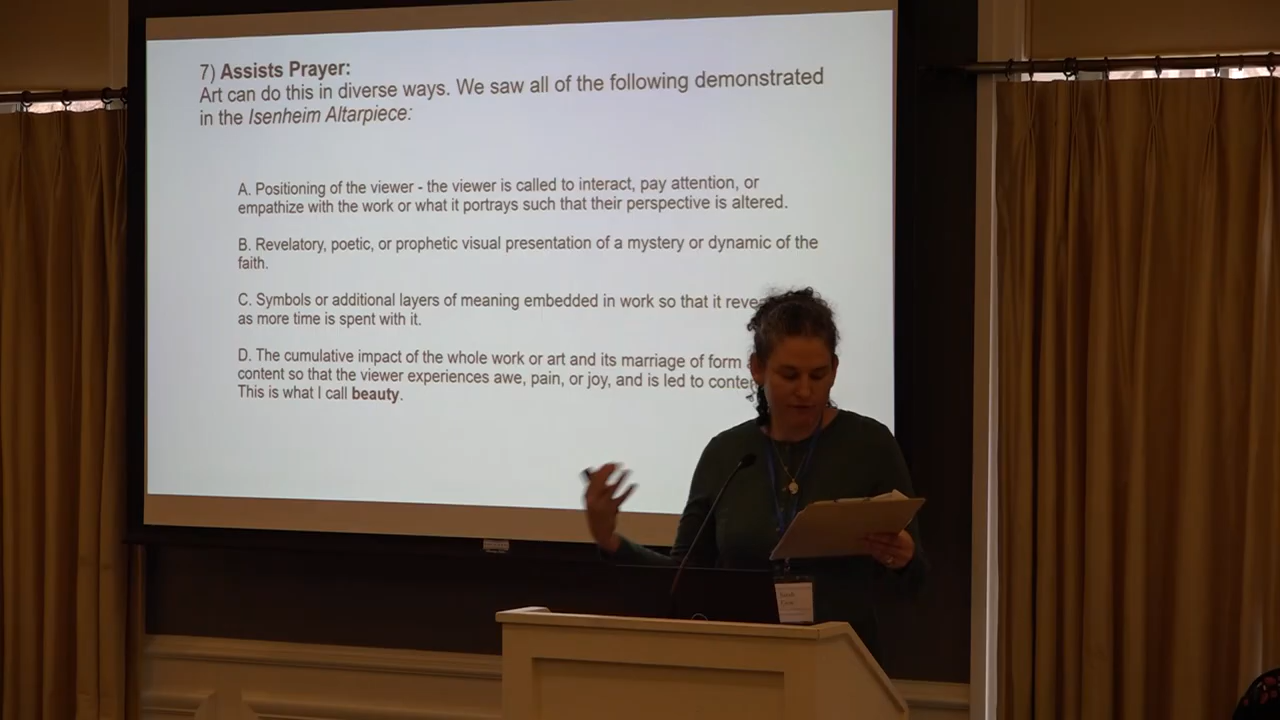 7) Assists Prayer:
Art can do this in diverse ways. We saw all of the following demonstrated
in the Isenheim Altarpiece:
A. Positioning of the viewer - the viewer is called to interact, pay attention, or
empathize with the work or what it portrays such that their perspective is altered.
B. Revelatory, poetic, or prophetic visual presentation of a mystery or dynamic of the
faith.
C. Symbols or additional layers of meaning embedded in work so that it
as more time is spent with it.
D. The cumulative impact of the whole work or art and its marriage of form
content so that the viewer experiences awe, pain, or joy, and is led to
This is what I call beauty.